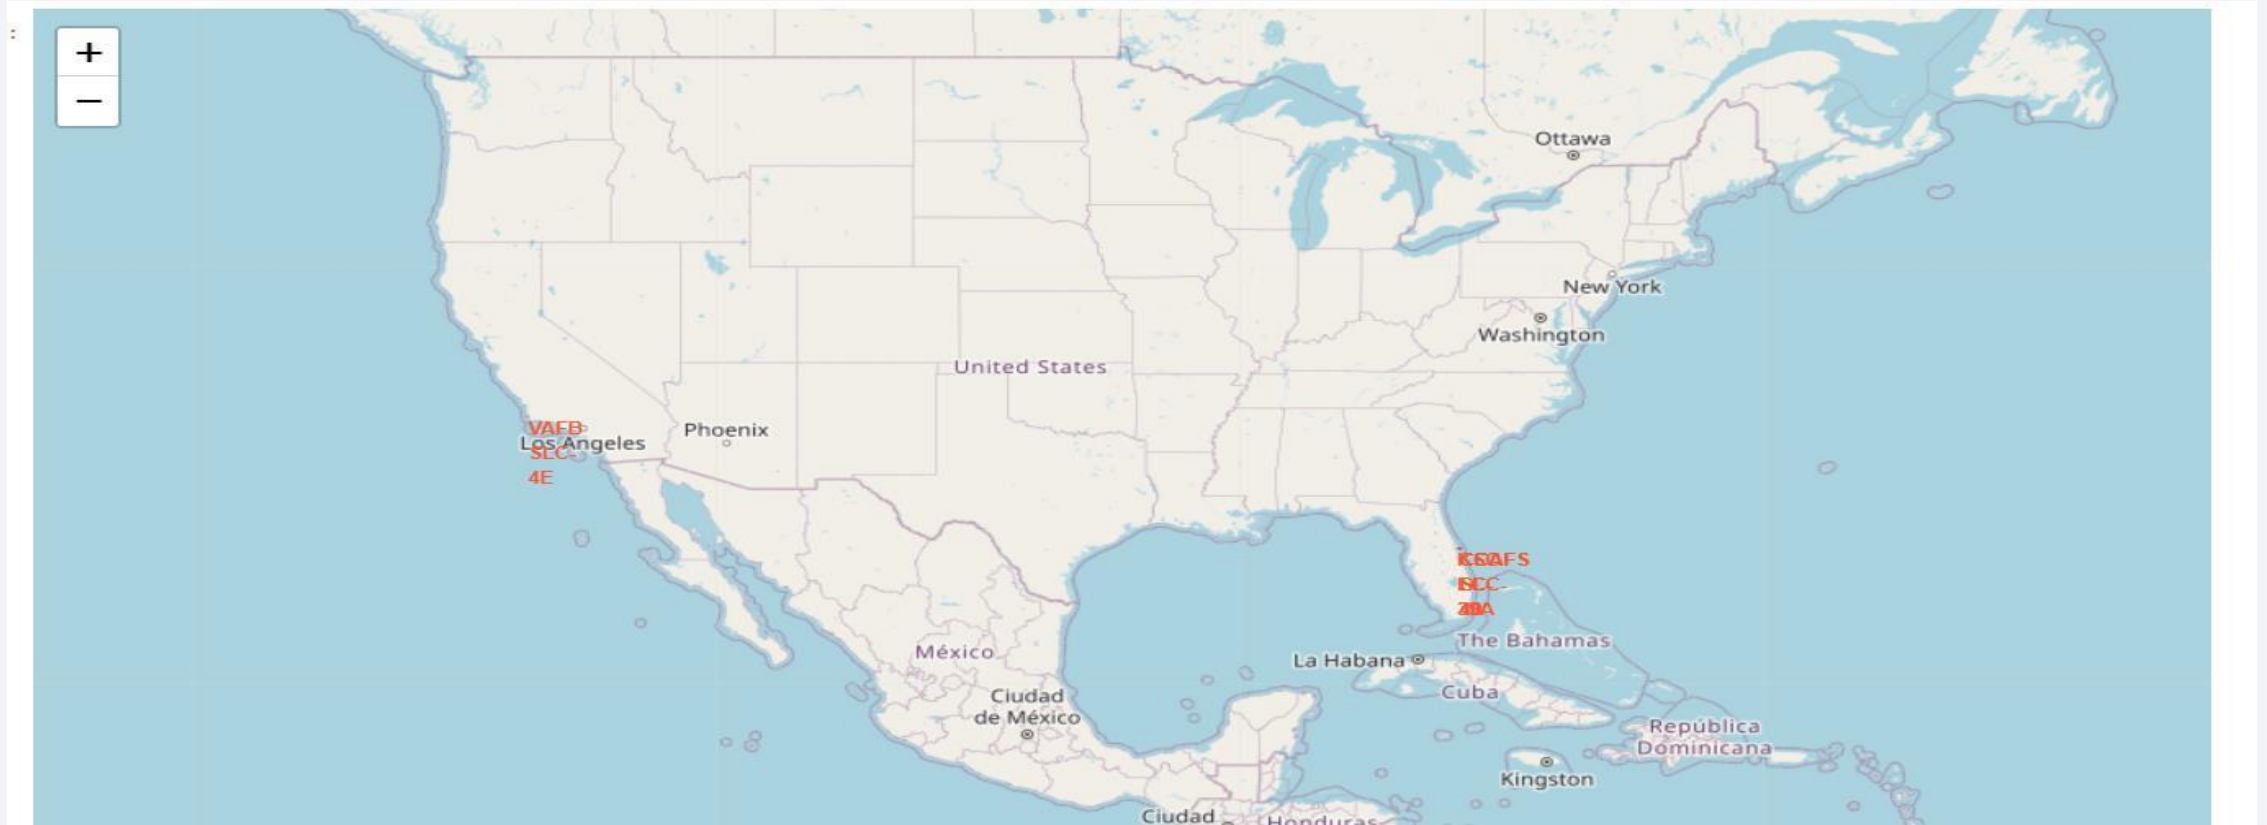 :
+
−
Ottawa
New York
Washington
United States
VAFB
Los Angeles
SLC-
4E
Phoenix
México
Ciudad
de México
La Habana
The Bahamas
Cuba
República
Dominicana
Kingston
Ciudad
Honduras